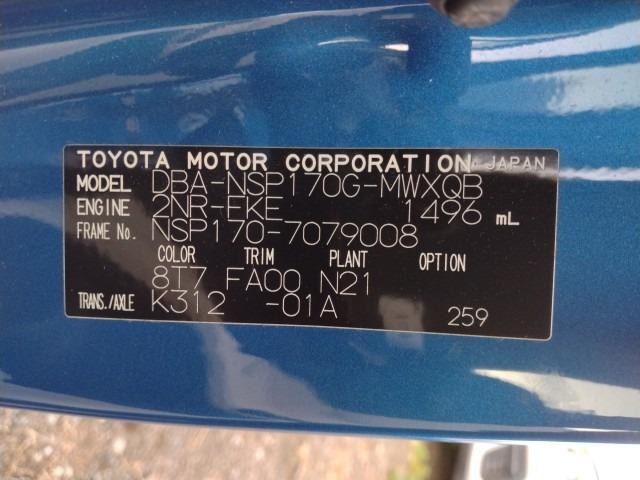 TOYOTA MOTOR CORPORATION JAPAN
MODEL DBA-NSP170G-MWXQB
ENGINE 2NR-EKE 1496 mL
FRAME No. NSP170-7079008
COLOR TRIM PLANT OPTION
8T7 FA00 N21
TRANS./AXLE K312 -01A 259